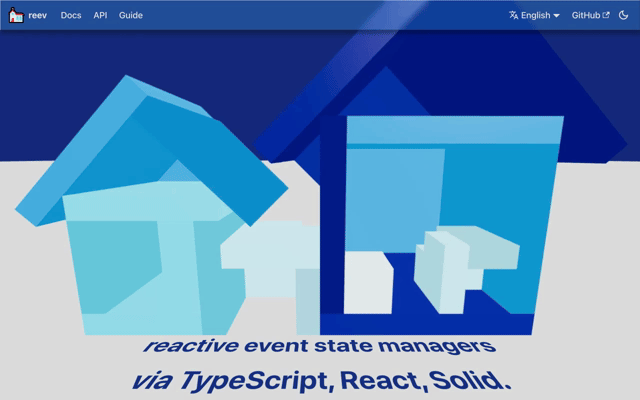 reev Docs API Guide English GitHub
reactive event state managers
via TypeScript, React, Solid.